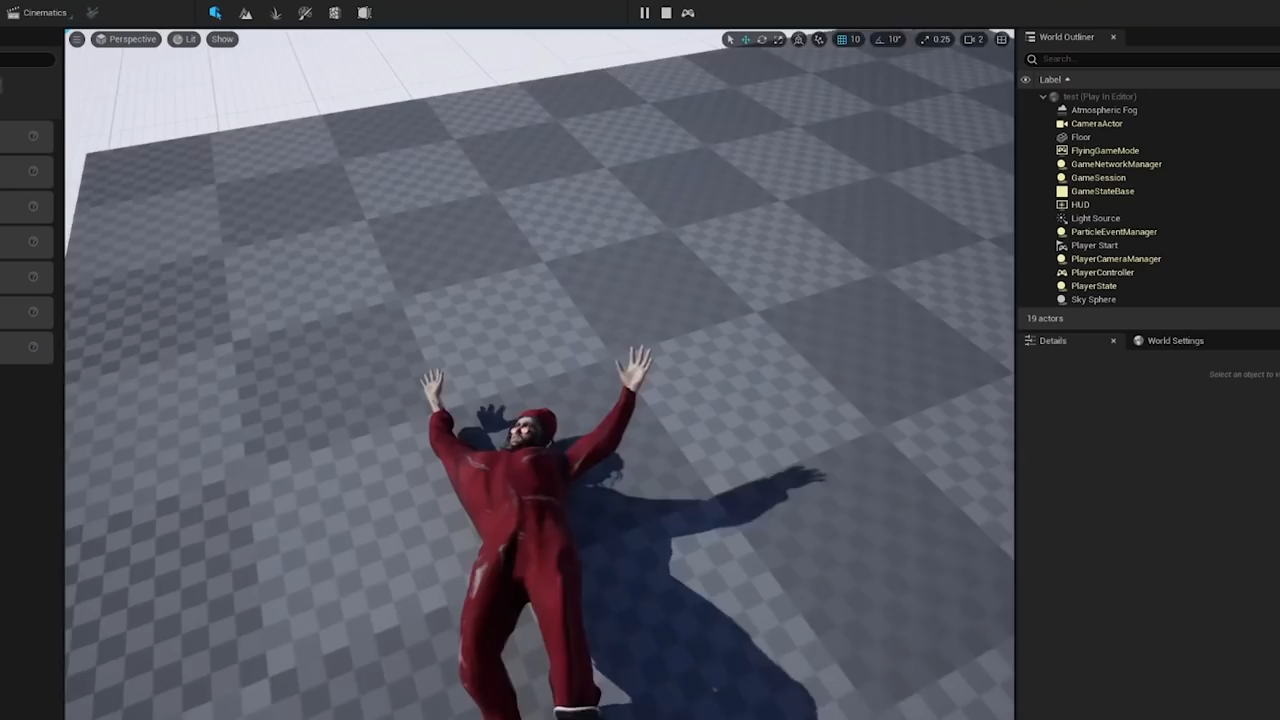 Cinematics
Perspective
Lit
Show
10
10°
0.25
2
World Outliner
Search...
Label
test (Play In Editor)
Atmospheric Fog
CameraActor
Floor
FlyingGameMode
GameNetworkManager
GameSession
GameStateBase
HUD
Light Source
ParticleEventManager
Player Start
PlayerCameraManager
PlayerController
PlayerState
Sky Sphere
19 actors
Details
World Settings
Select an object to